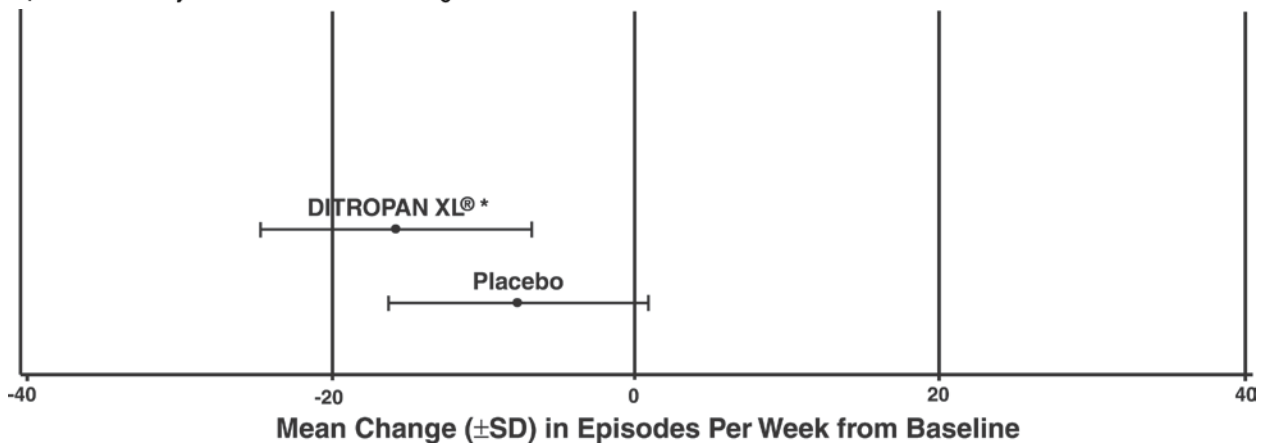 DITROPAN XL® *
Placebo
-40 -20 0 20 40
Mean Change (±SD) in Episodes Per Week from Baseline